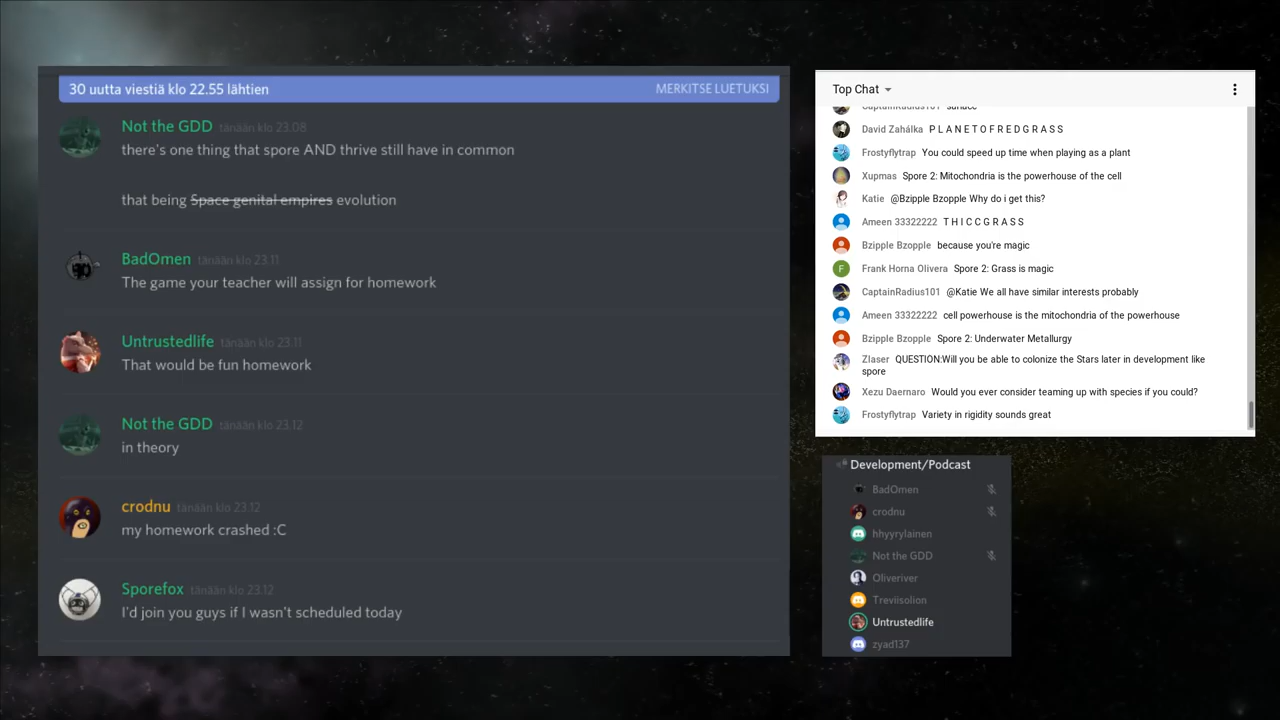 30 uutta viestiä klo 22.55 lähtien
MERKITSE LUETUKSI
Not the GDD tänään klo 23.08
there's one thing that spore AND thrive still have in common
that being Space genital empires evolution
BadOmen tänään klo 23.11
The game your teacher will assign for homework
Untrustedlife tänään klo 23.11
That would be fun homework
Not the GDD tänään klo 23.12
in theory
crodnu tänään klo 23.12
my homework crashed :C
Sporefox tänään klo 23.12
I'd join you guys if I wasn't scheduled today
Top Chat
CaptainRadius101 surface
David Zahálka P L A N E T O F R E D G R A S S
Frostyflytrap You could speed up time when playing as a plant
Xupmas Spore 2: Mitochondria is the powerhouse of the cell
Katie @Bzipple Bzopple Why do i get this?
Ameen 33322222 T H I C C G R A S S
Bzipple Bzopple because you're magic
F Frank Horna Olivera Spore 2: Grass is magic
CaptainRadius101 @Katie We all have similar interests probably
Ameen 33322222 cell powerhouse is the mitochondria of the powerhouse
Bzipple Bzopple Spore 2: Underwater Metallurgy
Zlaser QUESTION:Will you be able to colonize the Stars later in development like
spore
Xezu Daernaro Would you ever consider teaming up with species if you could?
Frostyflytrap Variety in rigidity sounds great
Development/Podcast
BadOmen
crodnu
hhyyrylainen
Not the GDD
Oliveriver
Treviisolion
Untrustedlife
zyad137